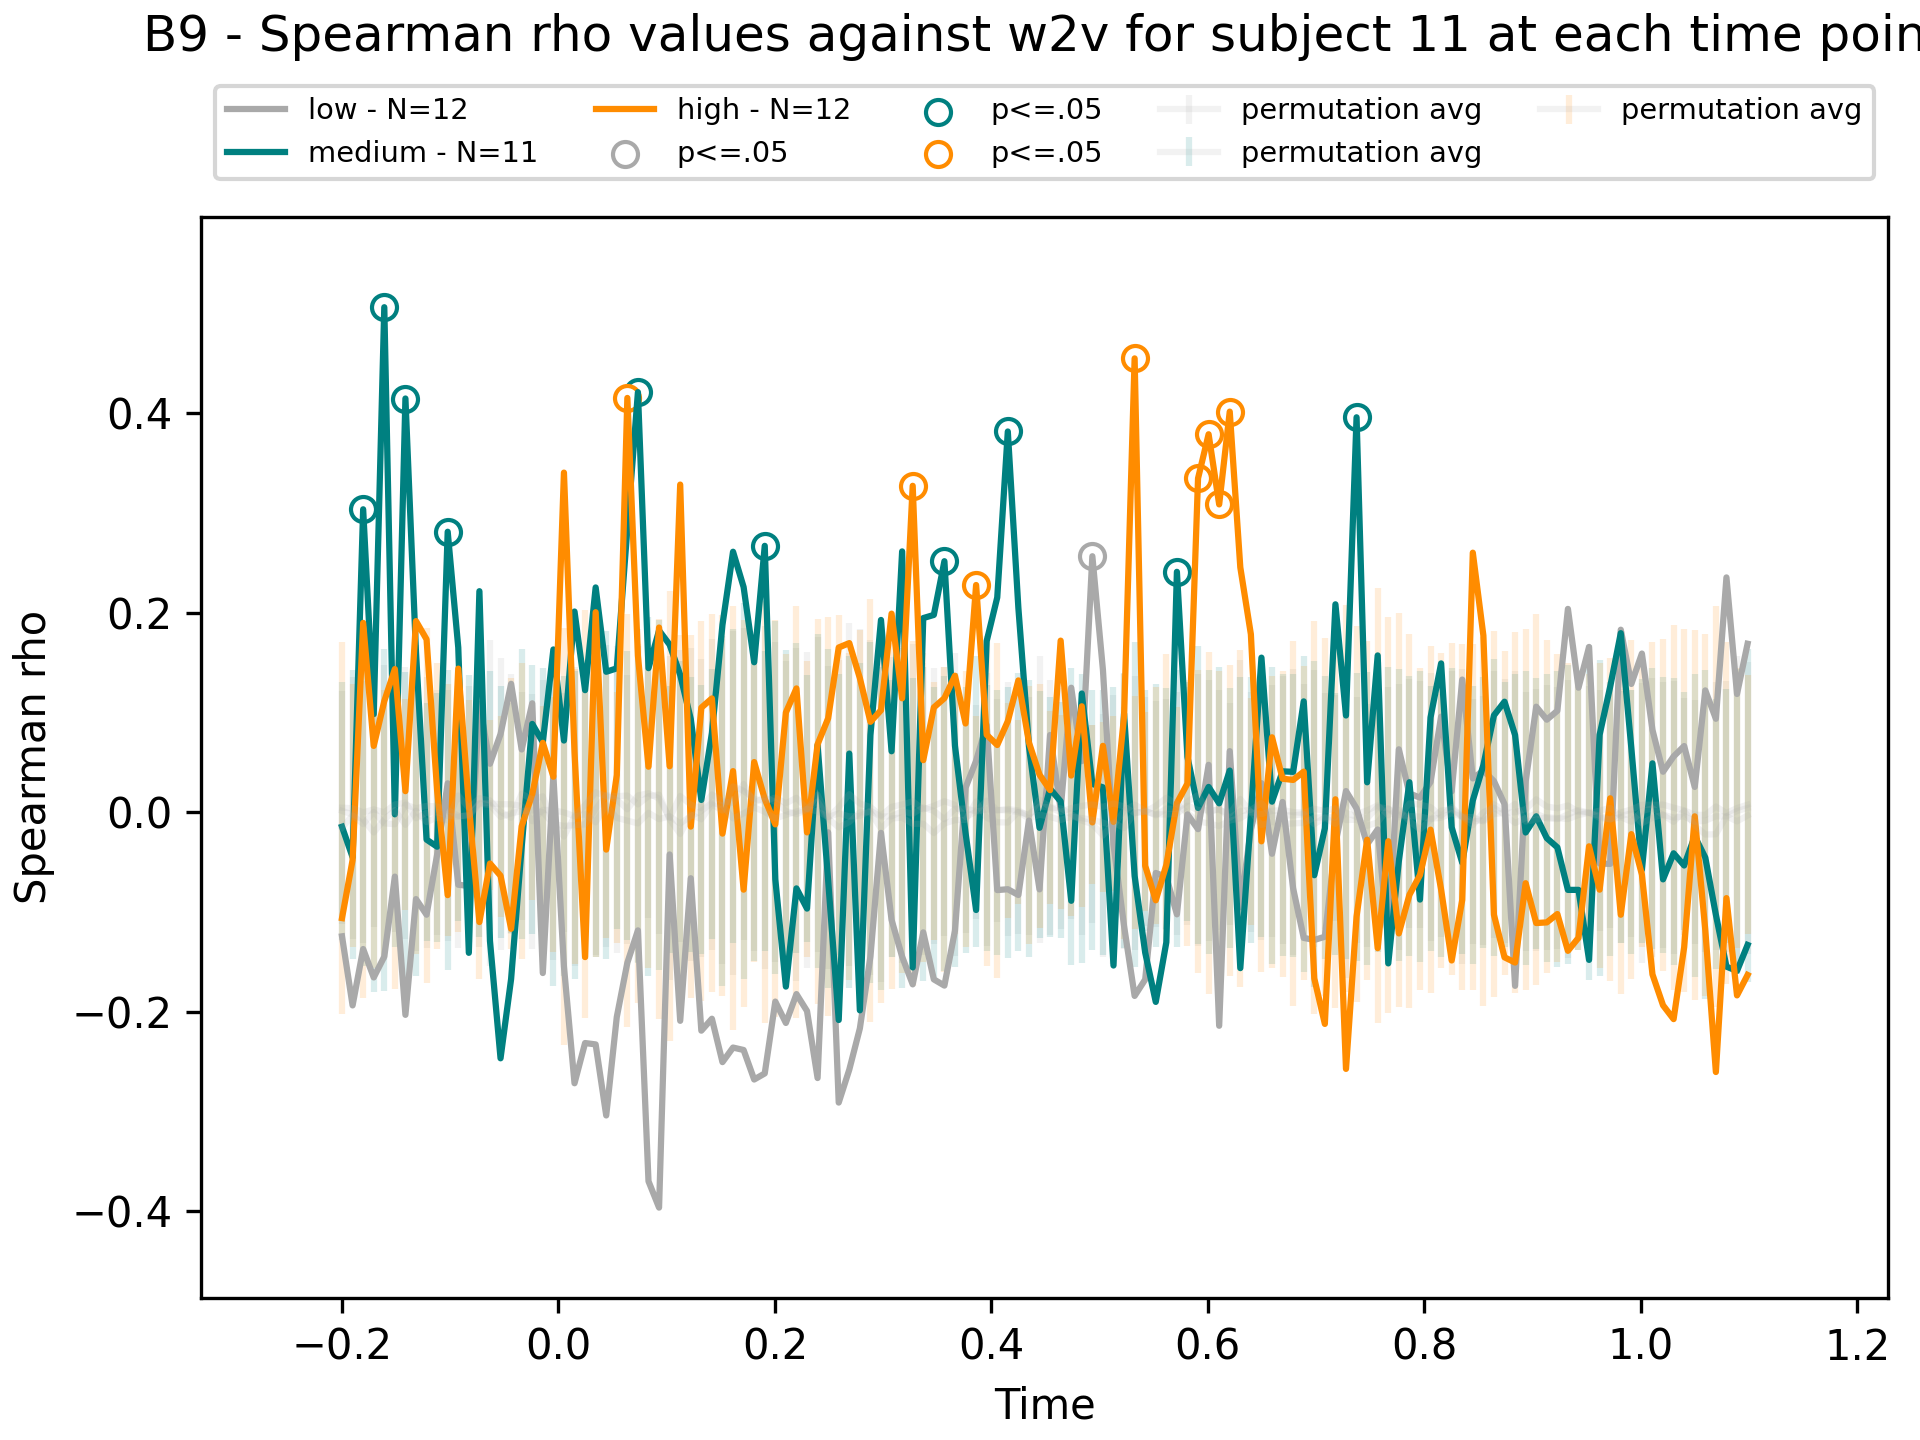 B9 - Spearman rho values against w2v for subject 11 at each time poin
low - N=12 high - N=12 p<=.05 permutation avg permutation avg
medium - N=11 p<=.05 p<=.05 permutation avg
Spearman rho
0.4
0.2
0.0
−0.2
−0.4
−0.2 0.0 0.2 0.4 0.6 0.8 1.0 1.2
Time